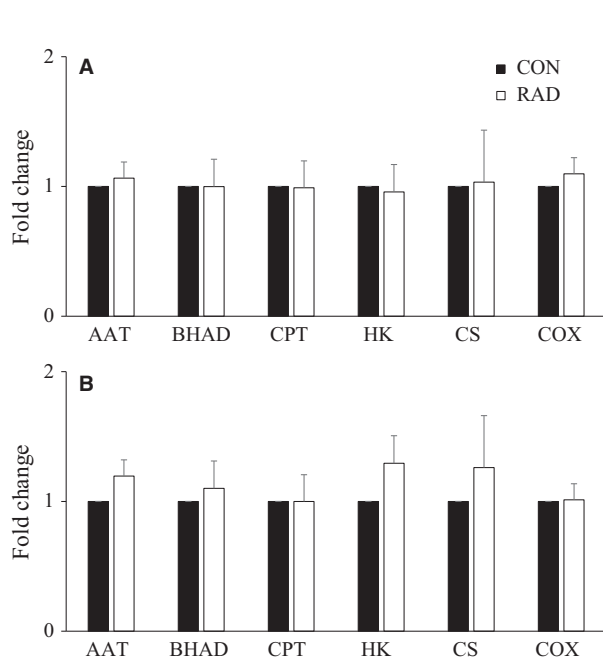 2
A
CON
RAD
Fold change
1
0
AAT BHAD CPT HK CS COX
2
B
Fold change
1
0
AAT BHAD CPT HK CS COX